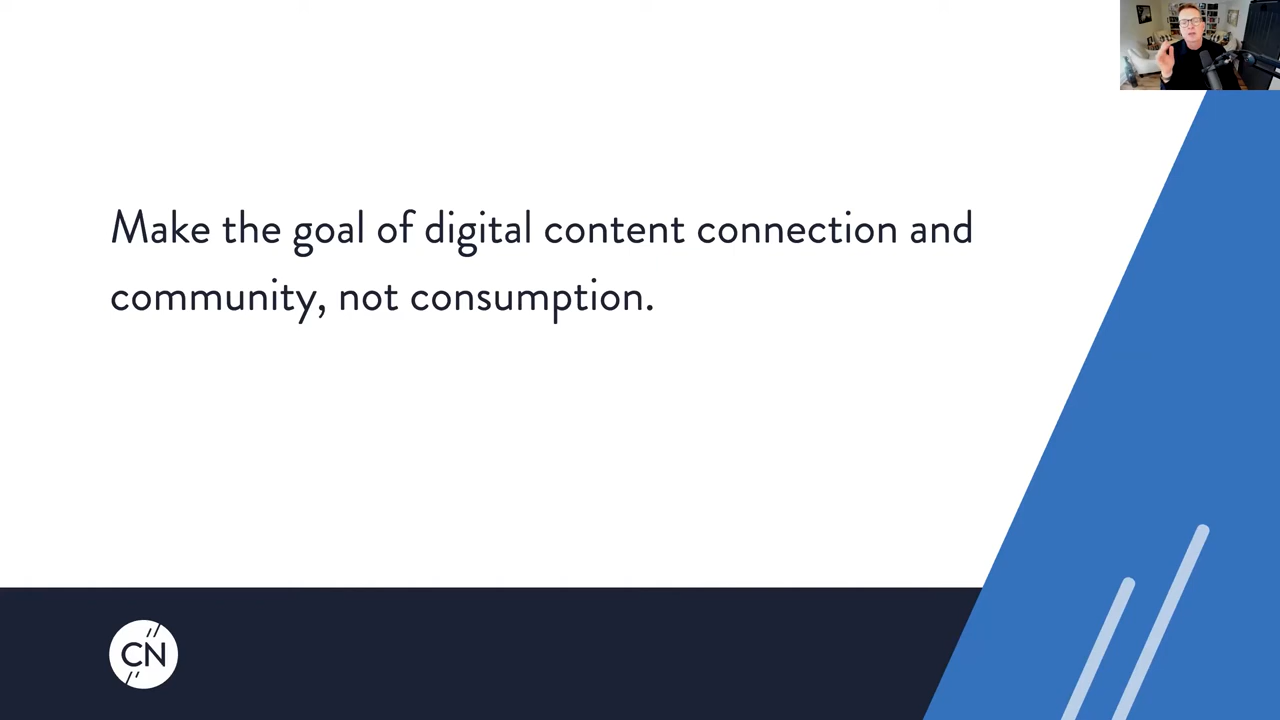 Make the goal of digital content connection and
community, not consumption.
CN